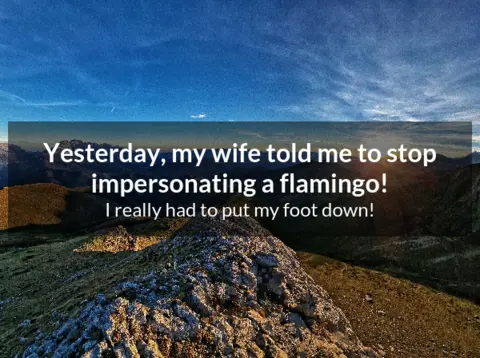 Yesterday, my wife told me to stop
impersonating a flamingo!
I really had to put my foot down!